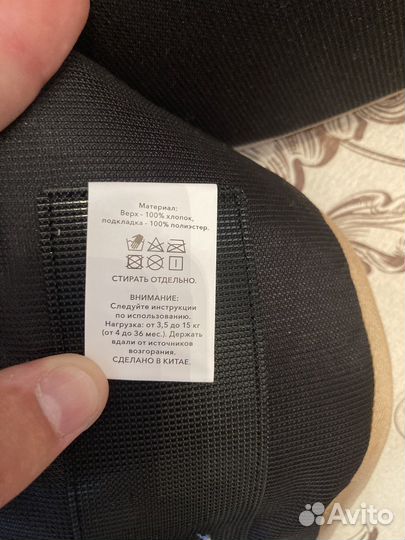 Материал:
Верх - 100% хлопок,
подкладка - 100% полиэстер.
СТИРАТЬ ОТДЕЛЬНО.
ВНИМАНИЕ:
Следуйте инструкции
по использованию.
Нагрузка: от 3,5 до 15 кг
(от 4 до 36 мес.). Держать
вдали от источников
возгорания.
СДЕЛАНО В КИТАЕ.
Avito